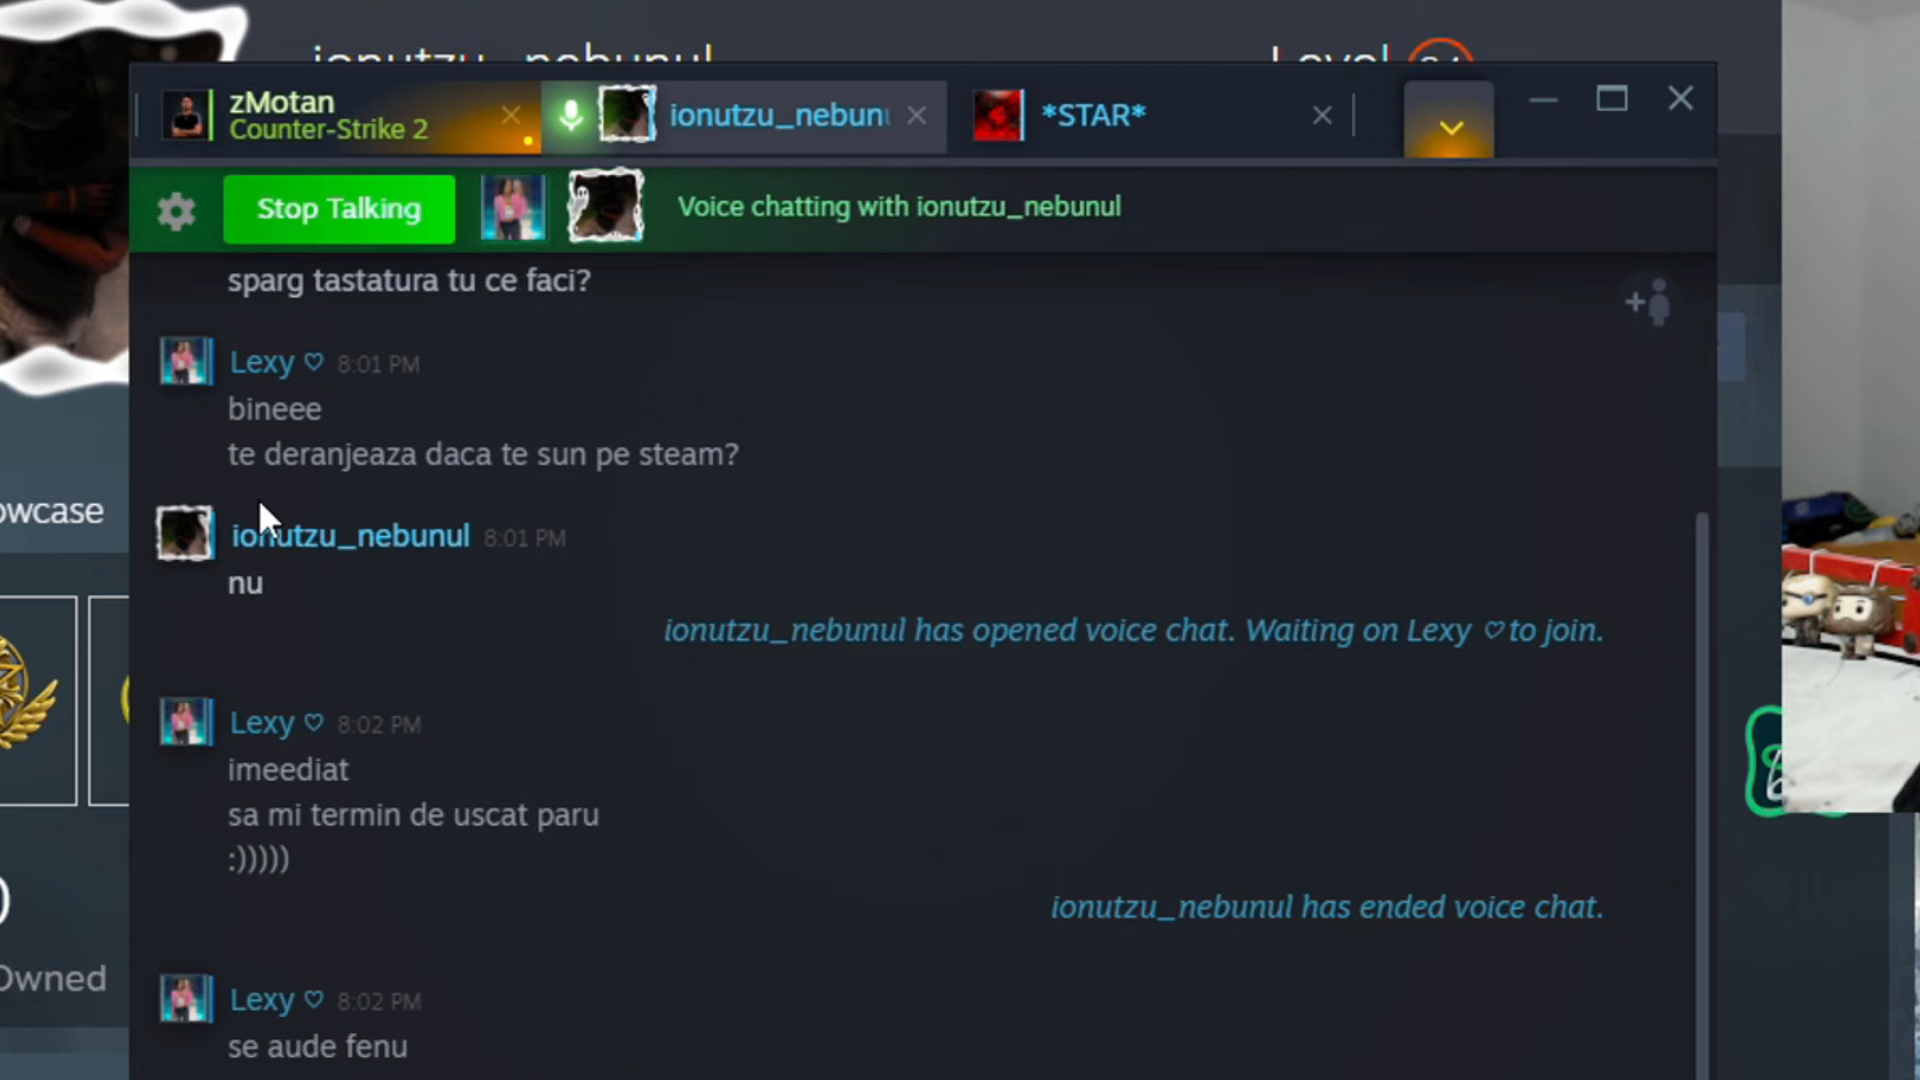 zMotan
Counter-Strike 2
ionutzu_nebun
*STAR*
Stop Talking
Voice chatting with ionutzu_nebunul
sparg tastatura tu ce faci?
Lexy ♡ 8:01 PM
bineee
te deranjeaza daca te sun pe steam?
ionutzu_nebunul 8:01 PM
nu
ionutzu_nebunul has opened voice chat. Waiting on Lexy ♡ to join.
Lexy ♡ 8:02 PM
imeediat
sa mi termin de uscat paru
:)))))
ionutzu_nebunul has ended voice chat.
Lexy ♡ 8:02 PM
se aude fenu
owcase
Owned